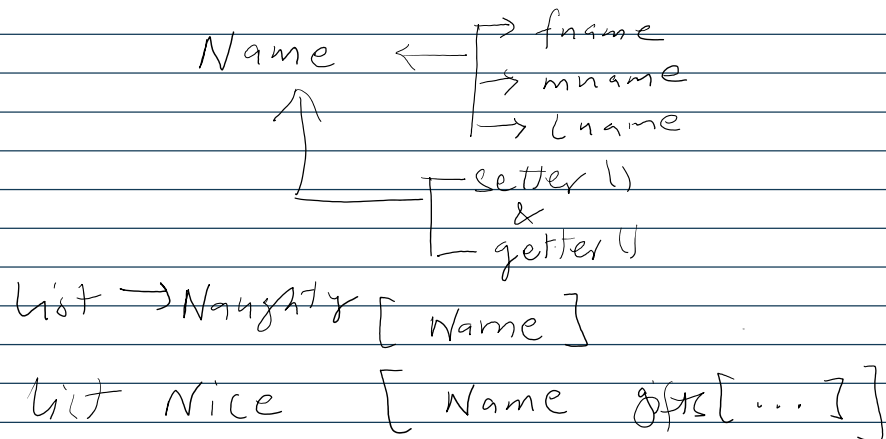 fname
Name
mname
lname
setter ()
&
getter ()
list → Naughty [ Name ]
list Nice [ Name gifts[...] ]